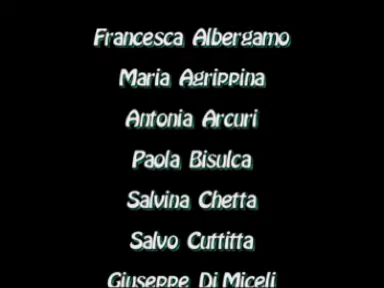 Francesca Albergamo
Maria Agrippina
Antonia Arcuri
Paola Bisulca
Salvina Chetta
Salvo Cuttitta
Giuseppe Di Miceli